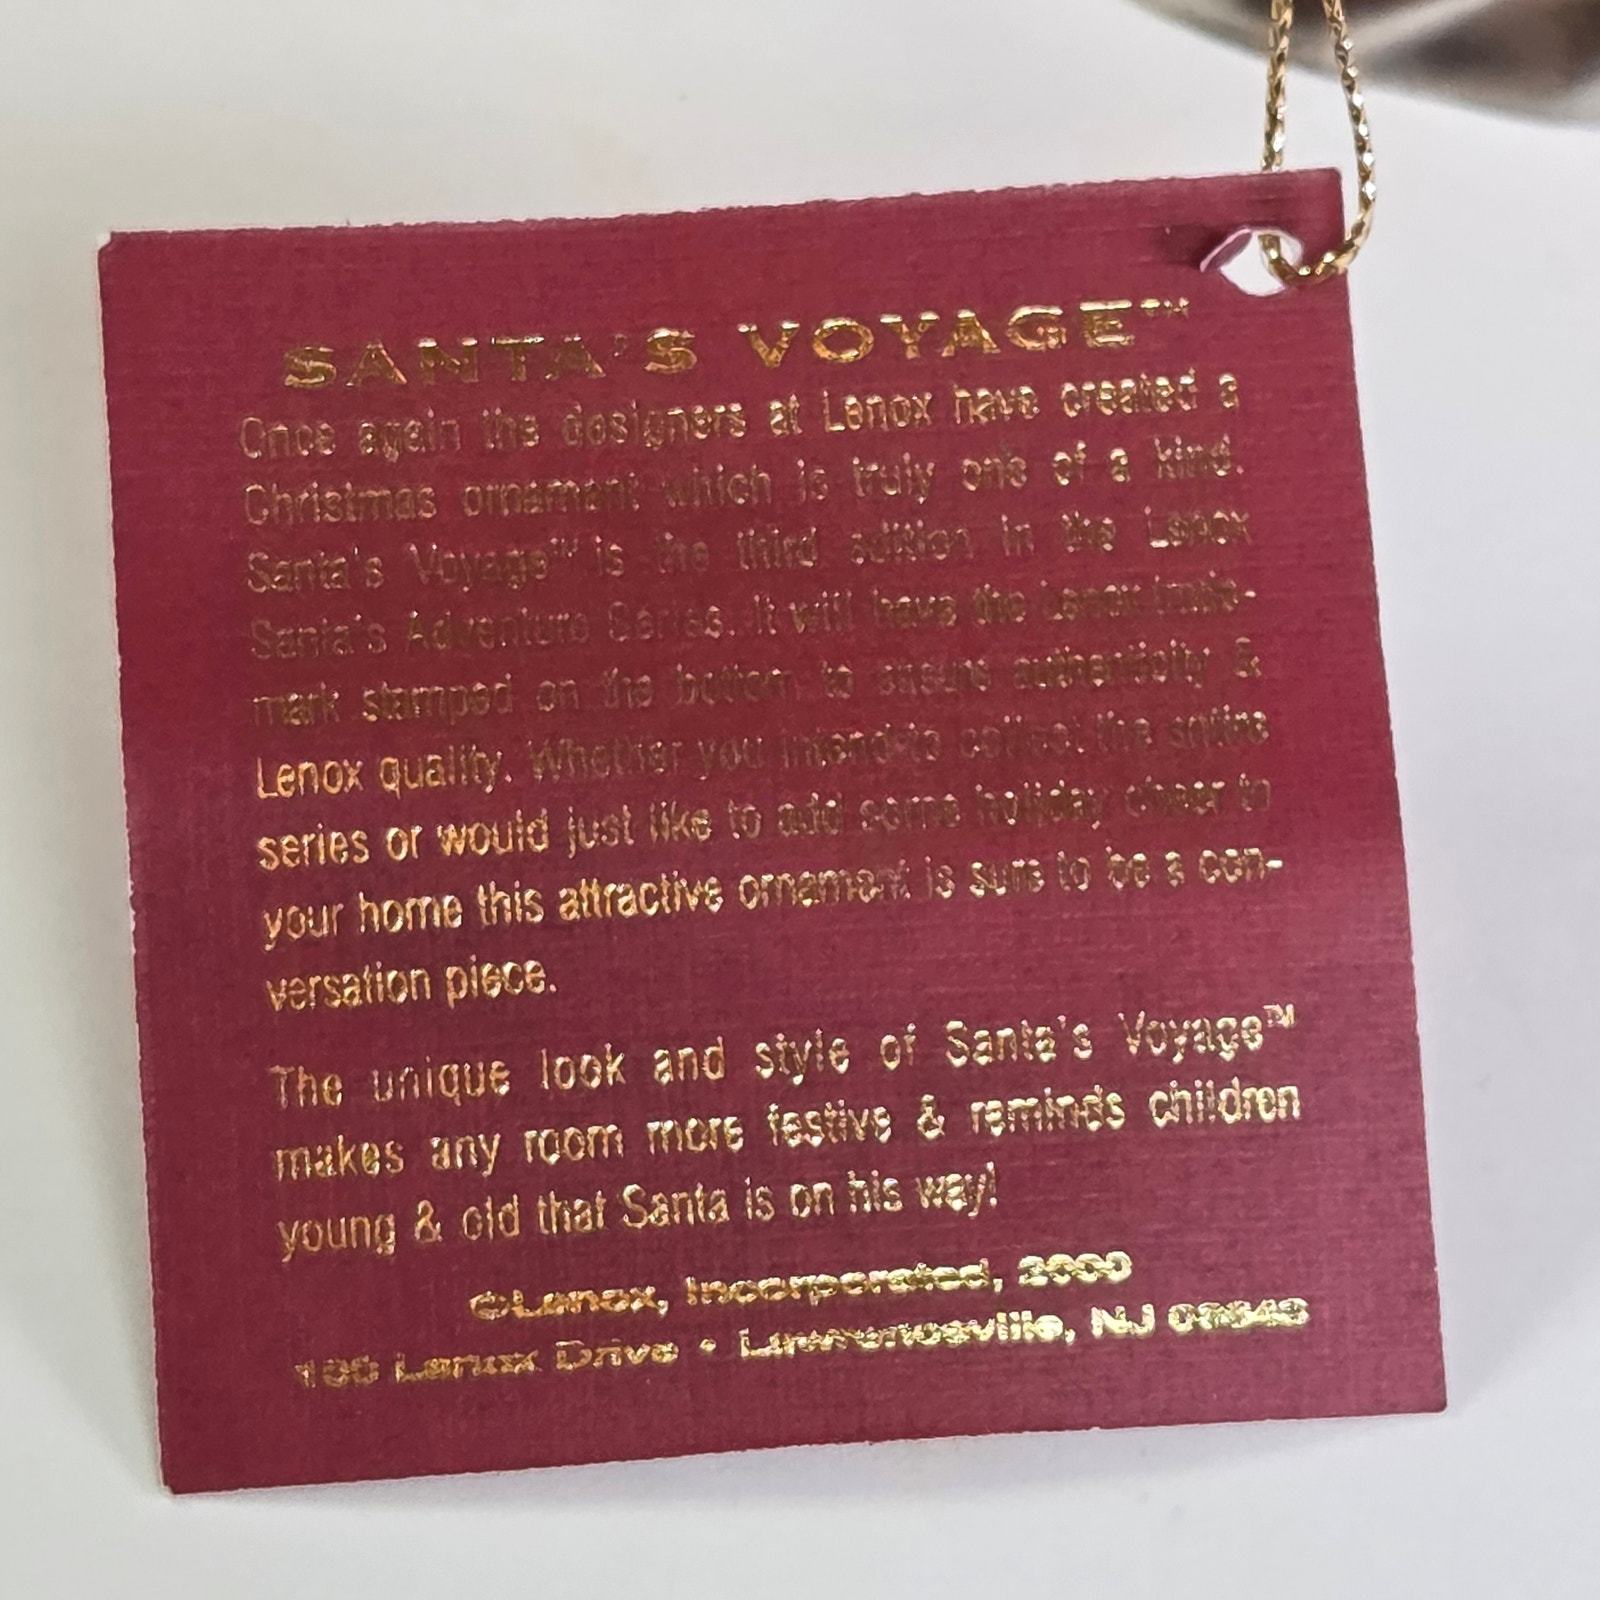 SANTA'S VOYAGE™
Once again the designers at Lenox have created a
Christmas ornament which is truly one of a kind.
Santa's Voyage™ is the third edition in the Lenox
Santa's Adventure Series. It will have the Lenox trade-
mark stamped on the bottom to ensure authenticity &
Lenox quality. Whether you intend to collect the entire
series or would just like to add some holiday cheer to
your home this attractive ornament is sure to be a con-
versation piece.
The unique look and style of Santa's Voyage™
makes any room more festive & reminds children
young & old that Santa is on his way!
©Lenox, Incorporated, 2000
100 Lenox Drive • Lawrenceville, NJ 08648